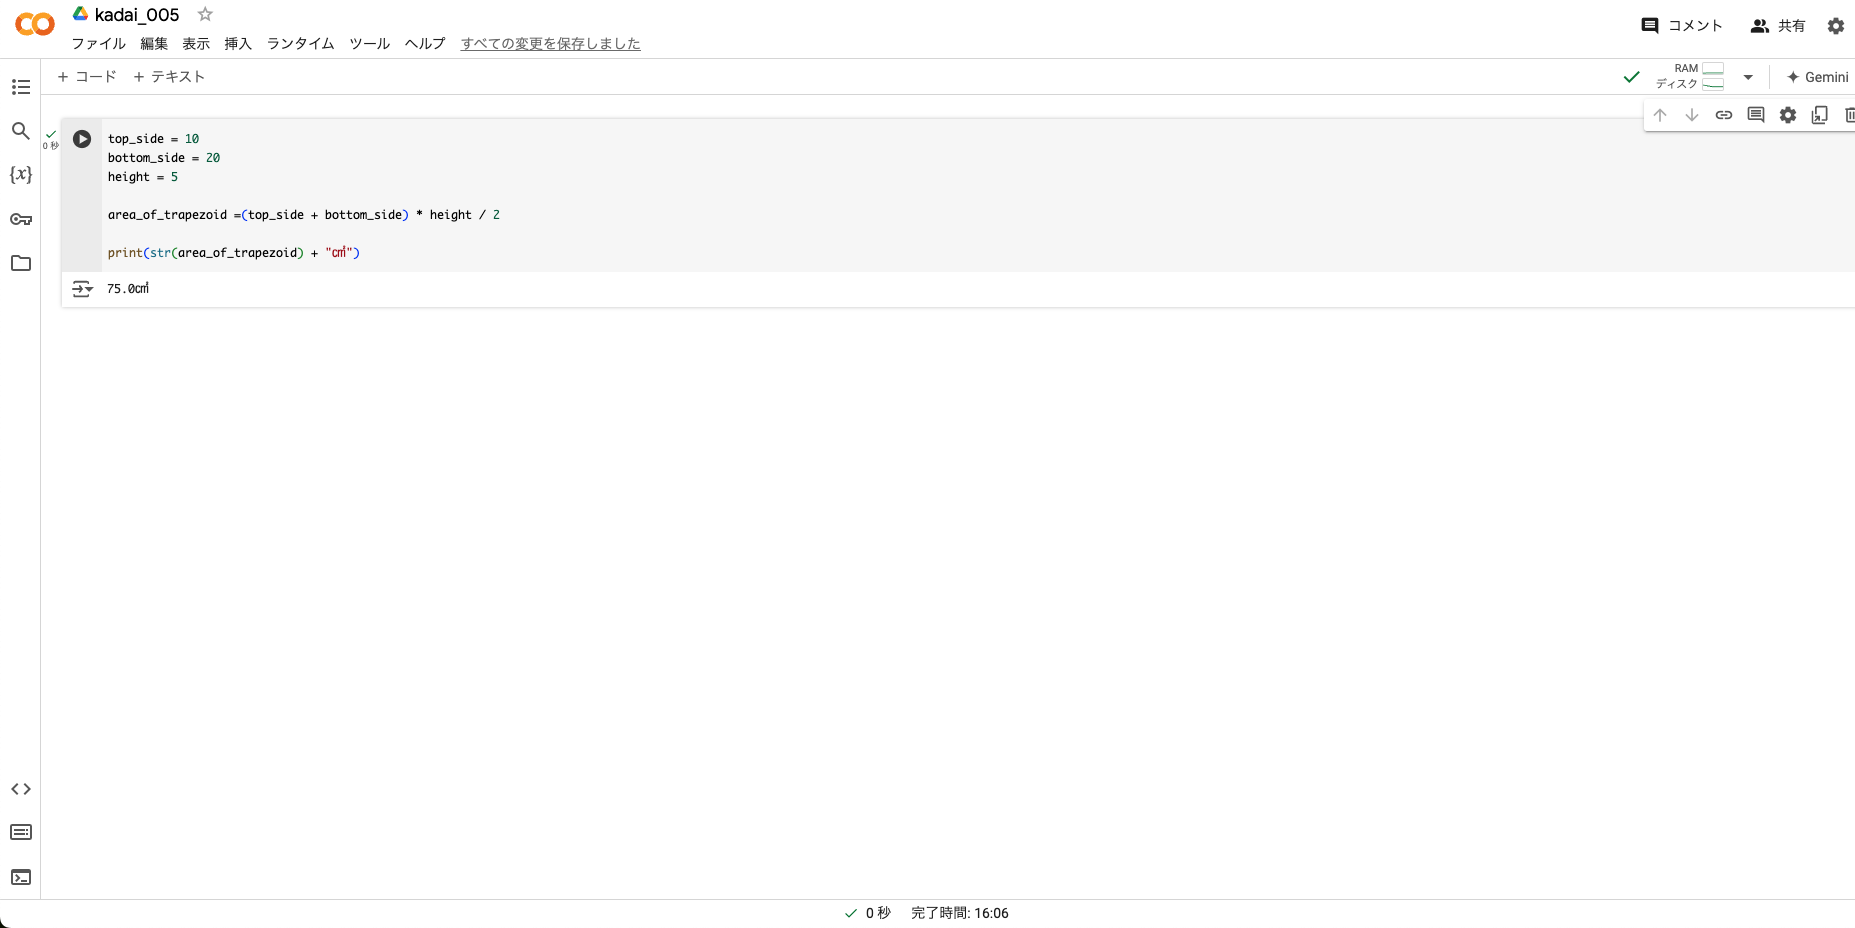 kadai_005
ファイル 編集 表示 挿入 ランタイム ツール ヘルプ すべての変更を保存しました
コメント 共有
+ コード + テキスト
RAM
ディスク
Gemini
{x}
0 秒
top_side = 10
bottom_side = 20
height = 5
area_of_trapezoid =(top_side + bottom_side) * height / 2
print(str(area_of_trapezoid) + "㎠")
75.0㎠
0 秒 完了時間: 16:06